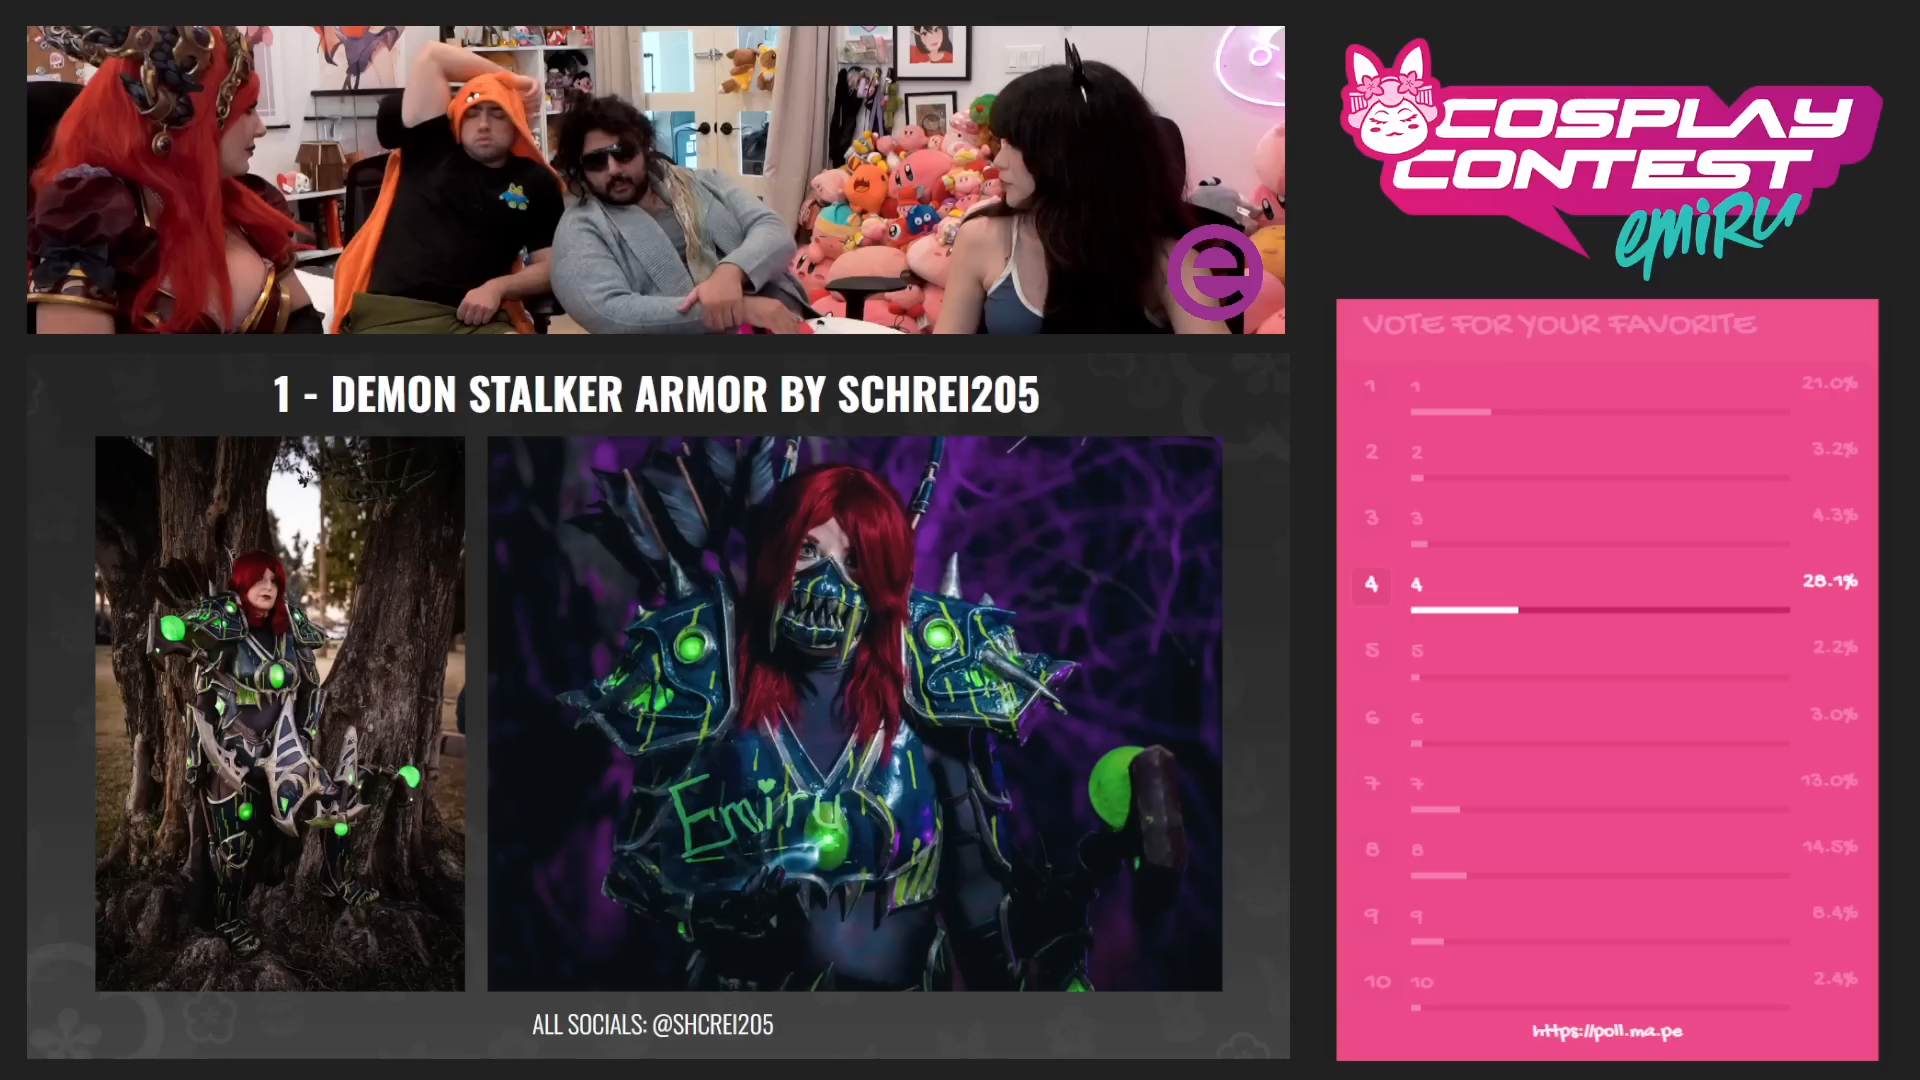 COSPLAY
CONTEST
emiru
e
1 - DEMON STALKER ARMOR BY SCHREI205
Emiru
ALL SOCIALS: @SHCREI205
VOTE FOR YOUR FAVORITE
1 1 21.0%
2 2 3.2%
3 3 4.3%
4 4 28.1%
5 5 2.2%
6 6 3.0%
7 7 13.0%
8 8 14.5%
9 9 8.4%
10 10 2.4%
https://poll.ma.pe